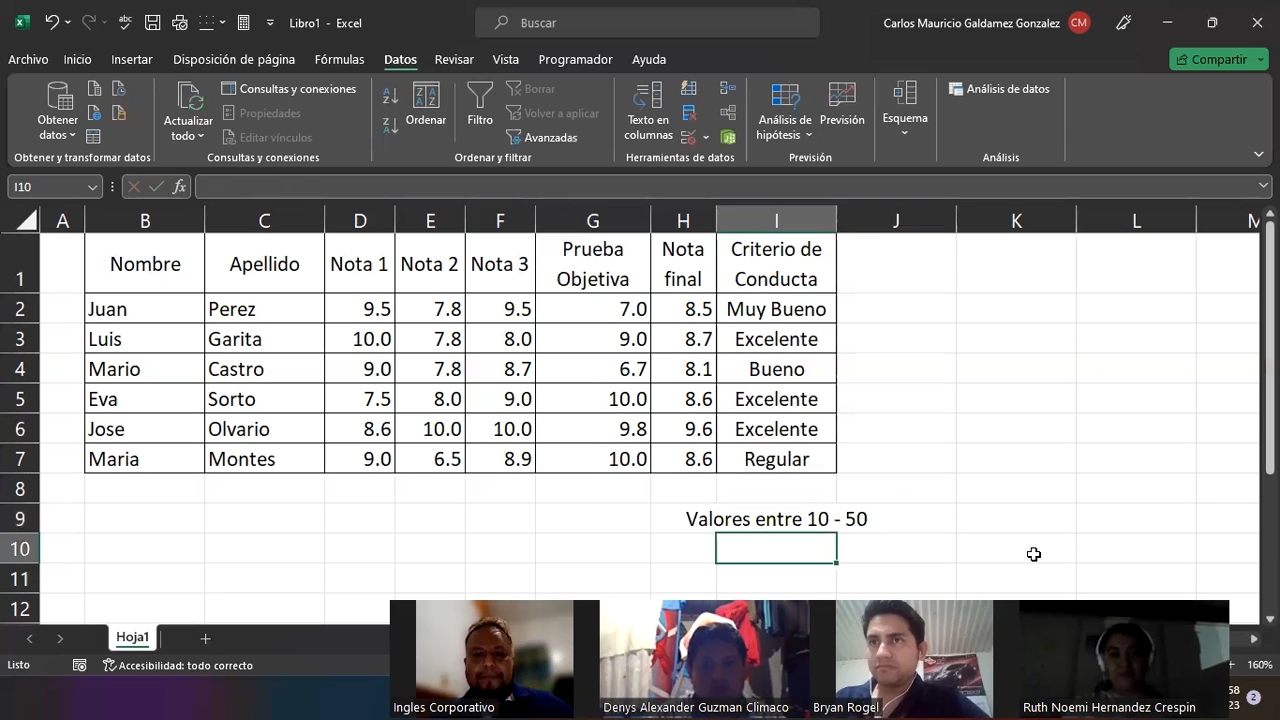 Libro1 - Excel
Buscar
Carlos Mauricio Galdamez Gonzalez CM
Archivo Inicio Insertar Disposición de página Fórmulas Datos Revisar Vista Programador Ayuda Compartir
Obtener datos
Actualizar todo
Consultas y conexiones
Propiedades
Editar vínculos
Ordenar
Filtro
Borrar
Volver a aplicar
Avanzadas
Texto en columnas
Análisis de hipótesis
Previsión
Esquema
Análisis de datos
Obtener y transformar datos Consultas y conexiones Ordenar y filtrar Herramientas de datos Previsión Análisis
I10 fx
A B C D E F G H I J K L M
1 Nombre Apellido Nota 1 Nota 2 Nota 3 Prueba Objetiva Nota final Criterio de Conducta
2 Juan Perez 9.5 7.8 9.5 7.0 8.5 Muy Bueno
3 Luis Garita 10.0 7.8 8.0 9.0 8.7 Excelente
4 Mario Castro 9.0 7.8 8.7 6.7 8.1 Bueno
5 Eva Sorto 7.5 8.0 9.0 10.0 8.6 Excelente
6 Jose Olvario 8.6 10.0 10.0 9.8 9.6 Excelente
7 Maria Montes 9.0 6.5 8.9 10.0 8.6 Regular
8
9 Valores entre 10 - 50
10
11
12
Hoja1
Listo Accesibilidad: todo correcto 160%
Ingles Corporativo Denys Alexander Guzman Climaco Bryan Rogel Ruth Noemi Hernandez Crespin
2